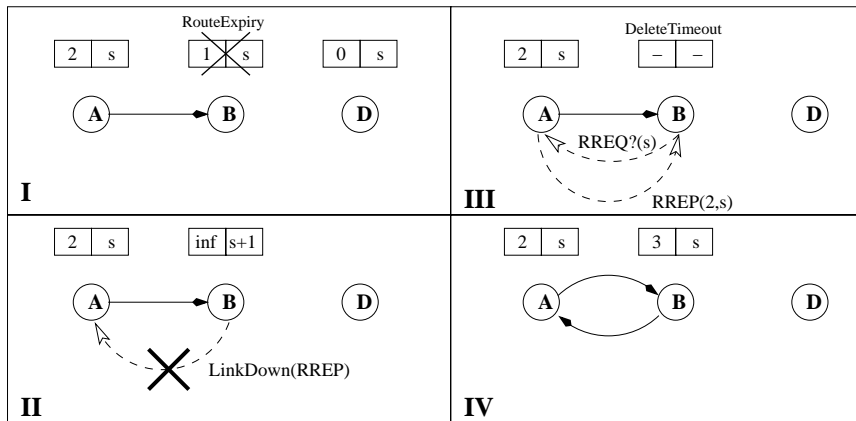 RouteExpiry
2 s
1 s
0 s
A
B
D
I
DeleteTimeout
2 s
– –
A
B
D
RREQ?(s)
RREP(2,s)
III
2 s
inf s+1
A
B
D
LinkDown(RREP)
II
2 s
3 s
A
B
D
IV